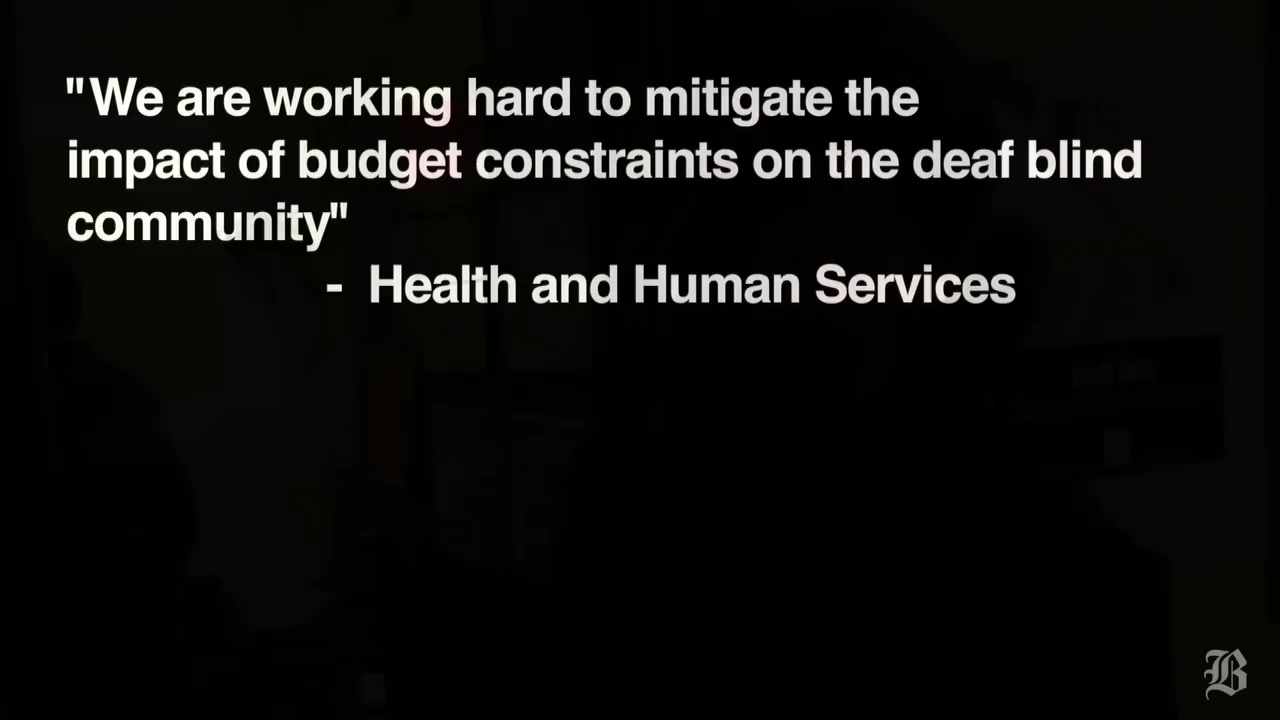 "We are working hard to mitigate the
impact of budget constraints on the deaf blind
community"
- Health and Human Services
B